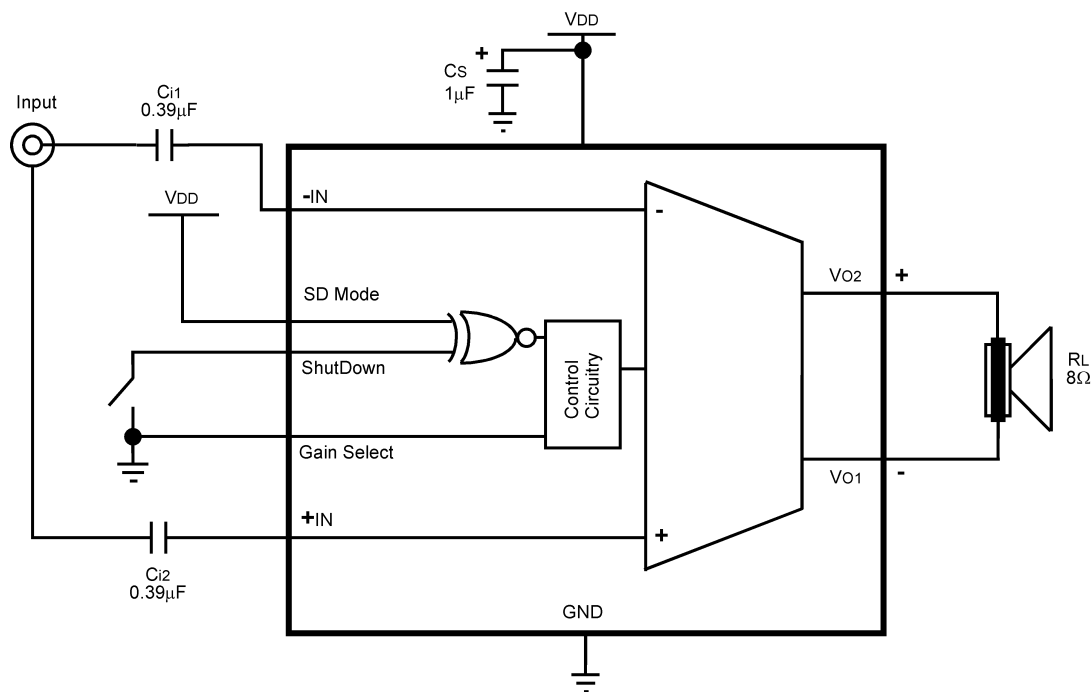 VDD
+
CS
1µF
Ci1
0.39µF
Input
VDD
-IN
-
SD Mode
VO2
+
ShutDown
Control
Circuitry
RL
8Ω
Gain Select
VO1
-
+IN
+
Ci2
0.39µF
GND